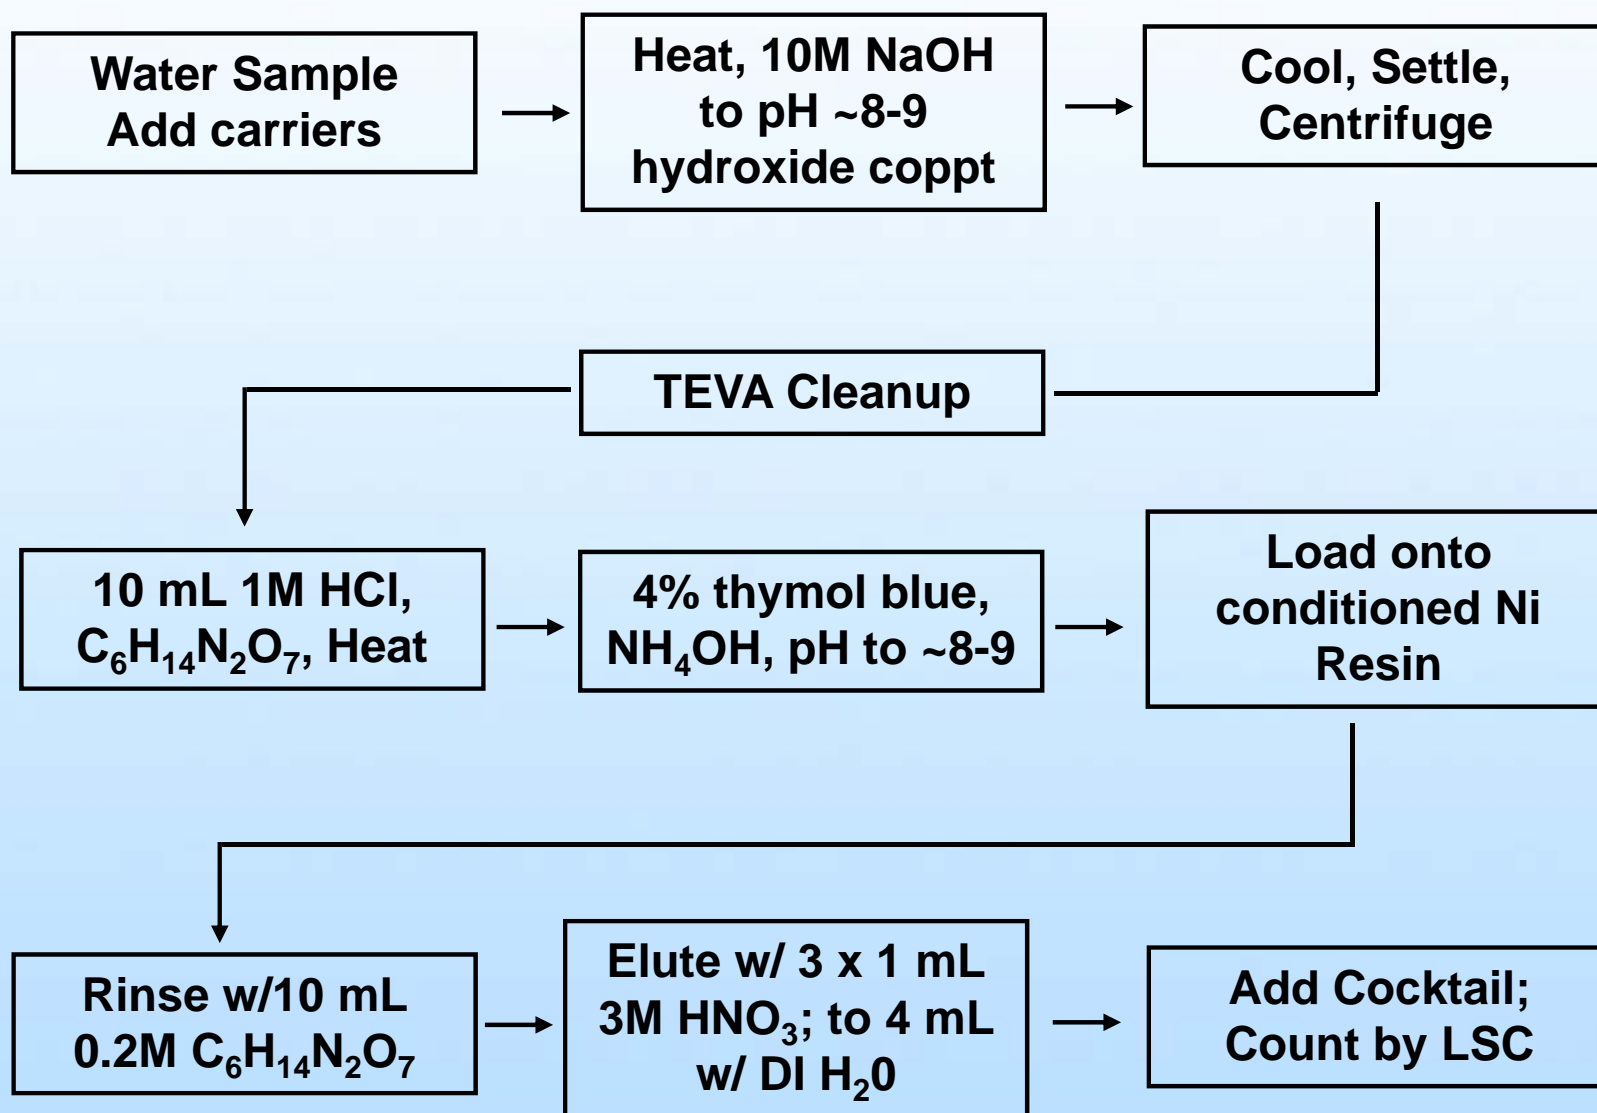 Water Sample
Add carriers
Heat, 10M NaOH
to pH ~8-9
hydroxide coppt
Cool, Settle,
Centrifuge
TEVA Cleanup
10 mL 1M HCl,
C₆H₁₄N₂O₇, Heat
4% thymol blue,
NH₄OH, pH to ~8-9
Load onto
conditioned Ni
Resin
Rinse w/10 mL
0.2M C₆H₁₄N₂O₇
Elute w/ 3 x 1 mL
3M HNO₃; to 4 mL
w/ DI H₂0
Add Cocktail;
Count by LSC